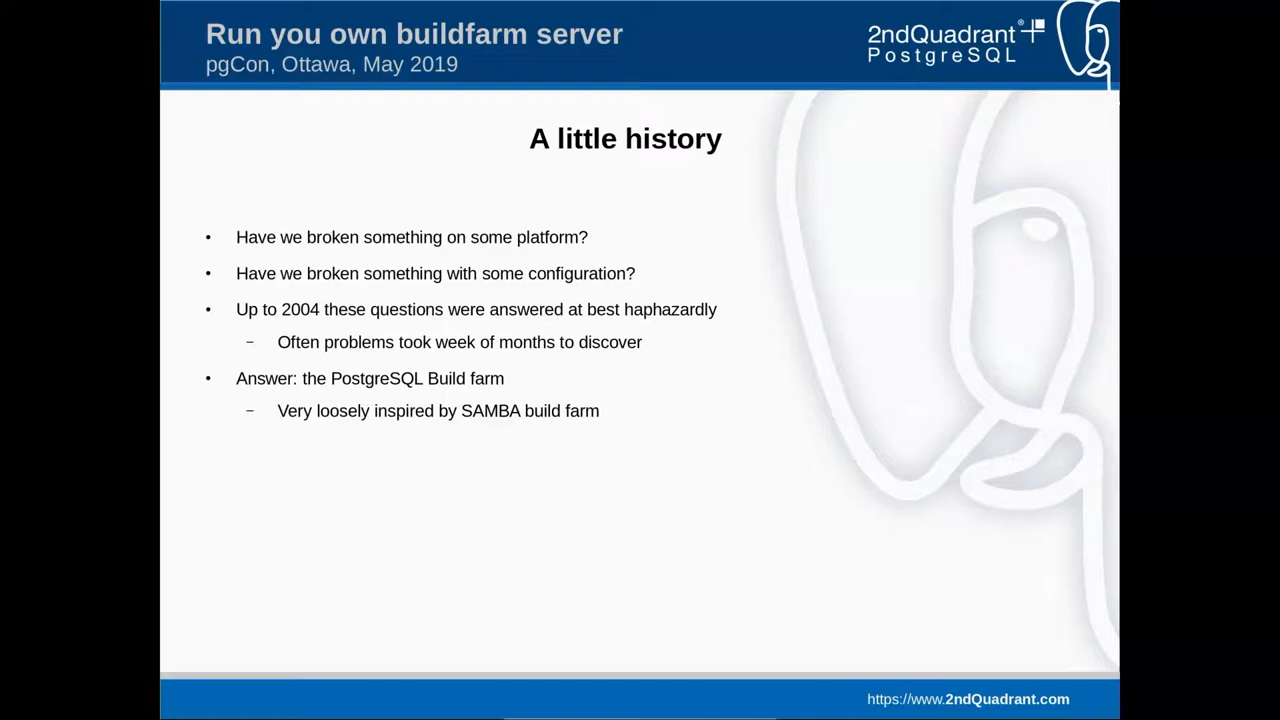 Run you own buildfarm server
pgCon, Ottawa, May 2019
2ndQuadrant®
PostgreSQL
A little history
• Have we broken something on some platform?
• Have we broken something with some configuration?
• Up to 2004 these questions were answered at best haphazardly
– Often problems took week of months to discover
• Answer: the PostgreSQL Build farm
– Very loosely inspired by SAMBA build farm
https://www.2ndQuadrant.com